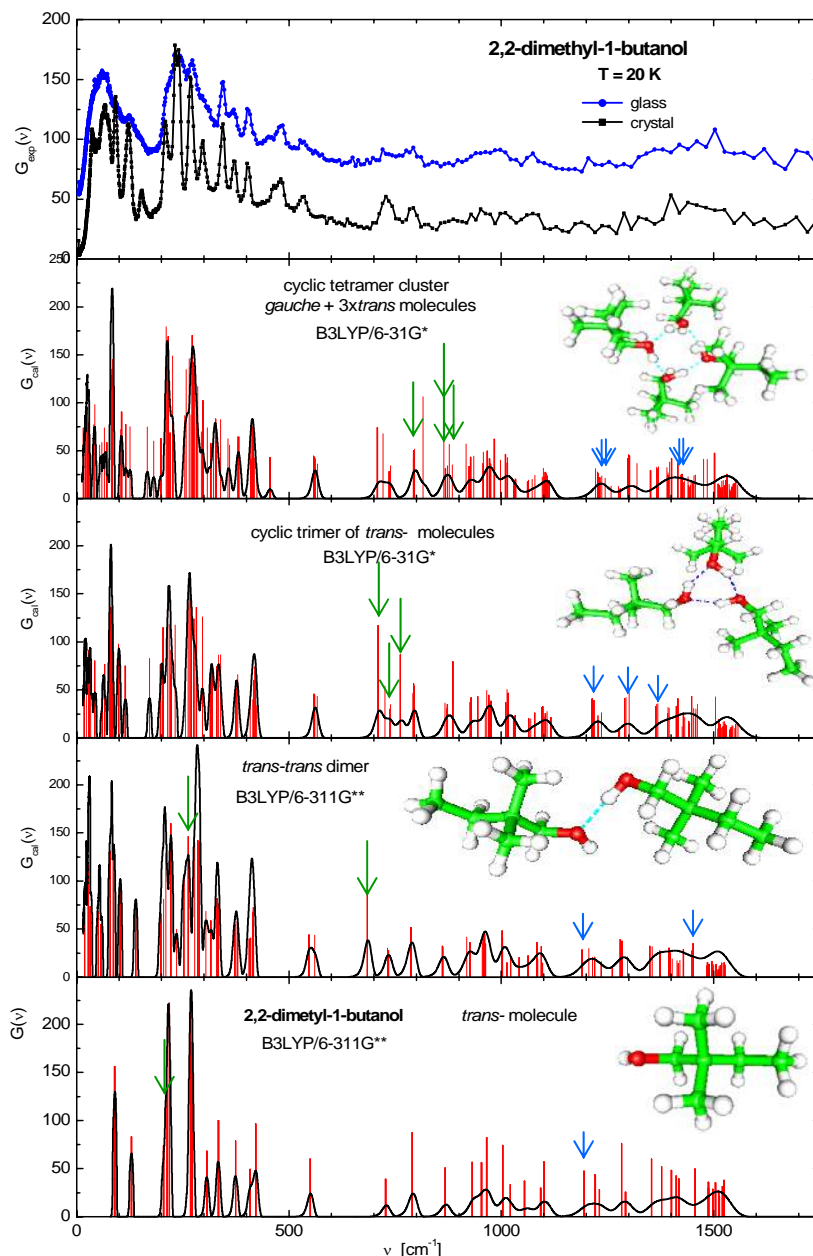 2,2-dimethyl-1-butanol
T = 20 K
glass
crystal
G_exp(ν)
200
150
100
50
0
cyclic tetramer cluster
gauche + 3xtrans molecules
B3LYP/6-31G*
G_cal(ν)
250
200
150
100
50
0
cyclic trimer of trans- molecules
B3LYP/6-31G*
G_cal(ν)
200
150
100
50
0
trans-trans dimer
B3LYP/6-311G**
G_cal(ν)
200
150
100
50
0
2,2-dimetyl-1-butanol trans- molecule
B3LYP/6-311G**
G(ν)
200
150
100
50
0
0 500 1000 1500
ν [cm⁻¹]